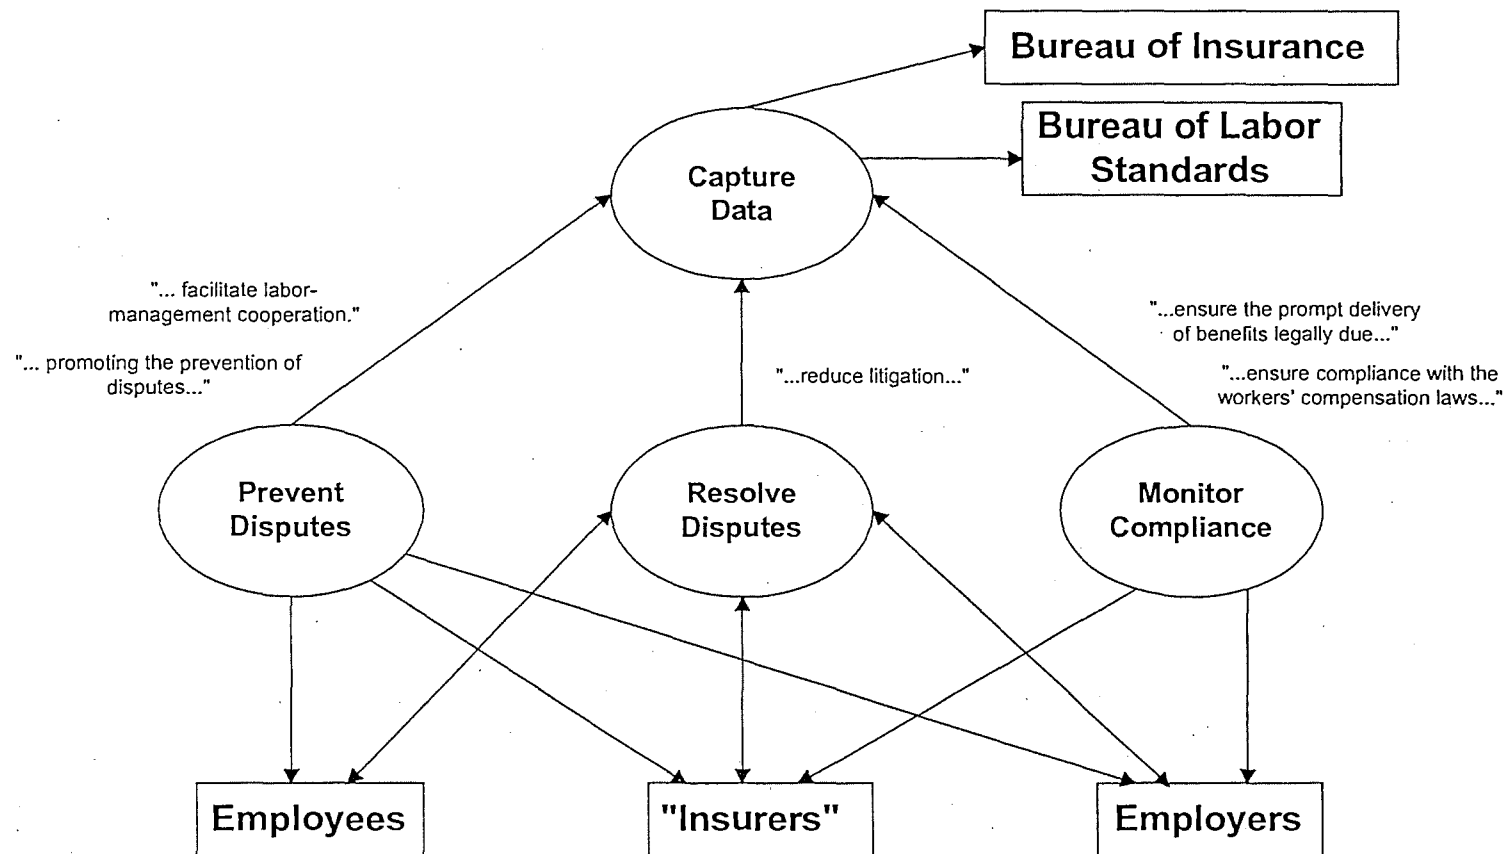 Bureau of Insurance
Bureau of Labor
Standards
Capture
Data
"... facilitate labor-
management cooperation."
"... promoting the prevention of
disputes..."
"...reduce litigation..."
"...ensure the prompt delivery
of benefits legally due..."
"...ensure compliance with the
workers' compensation laws..."
Prevent
Disputes
Resolve
Disputes
Monitor
Compliance
Employees
"Insurers"
Employers